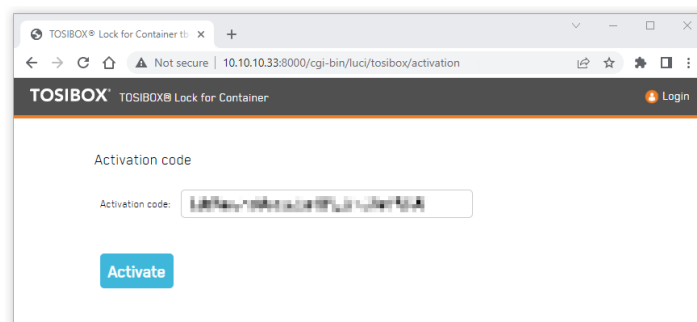 TOSIBOX® Lock for Container tb
Not secure | 10.10.10.33:8000/cgi-bin/luci/tosibox/activation
TOSIBOX® TOSIBOX® Lock for Container Login
Activation code
Activation code:
Activate